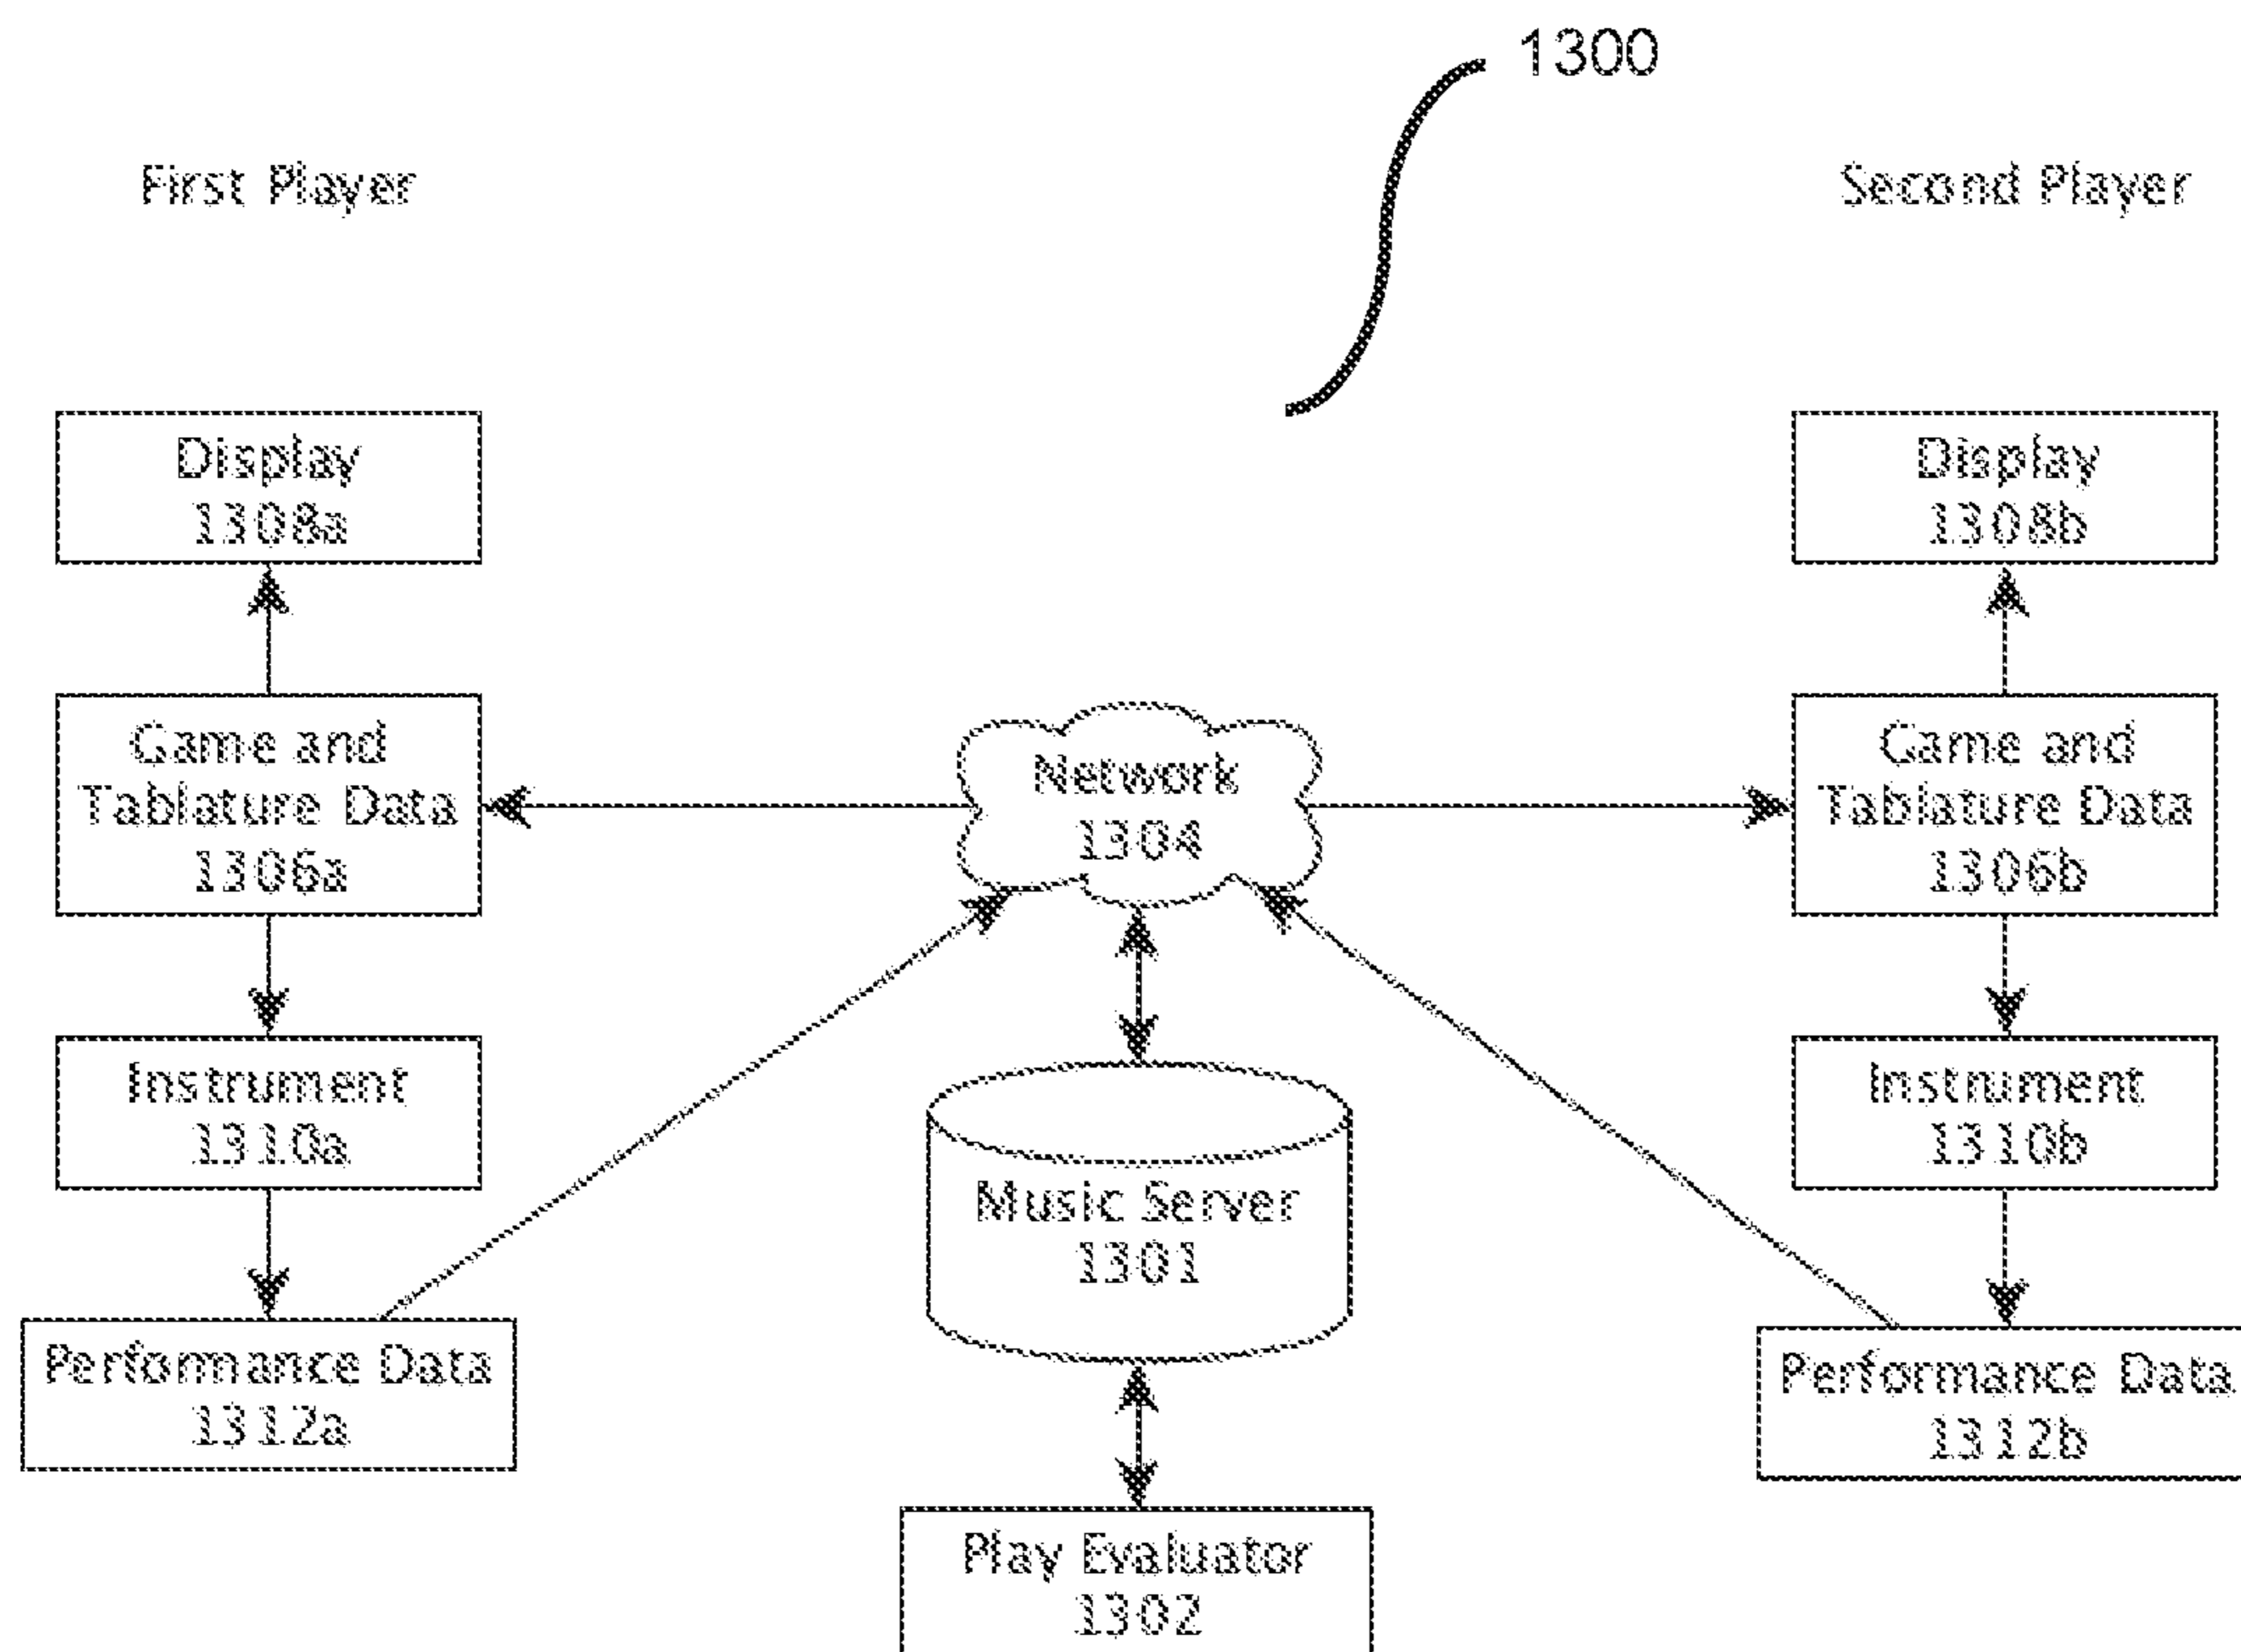 1300
First Player
Second Player
Display
1308a
Display
1308b
Game and
Tablature Data
1306a
Network
1304
Game and
Tablature Data
1306b
Instrument
1310a
Music Server
1301
Instrument
1310b
Performance Data
1312a
Performance Data
1312b
Play Evaluator
1302